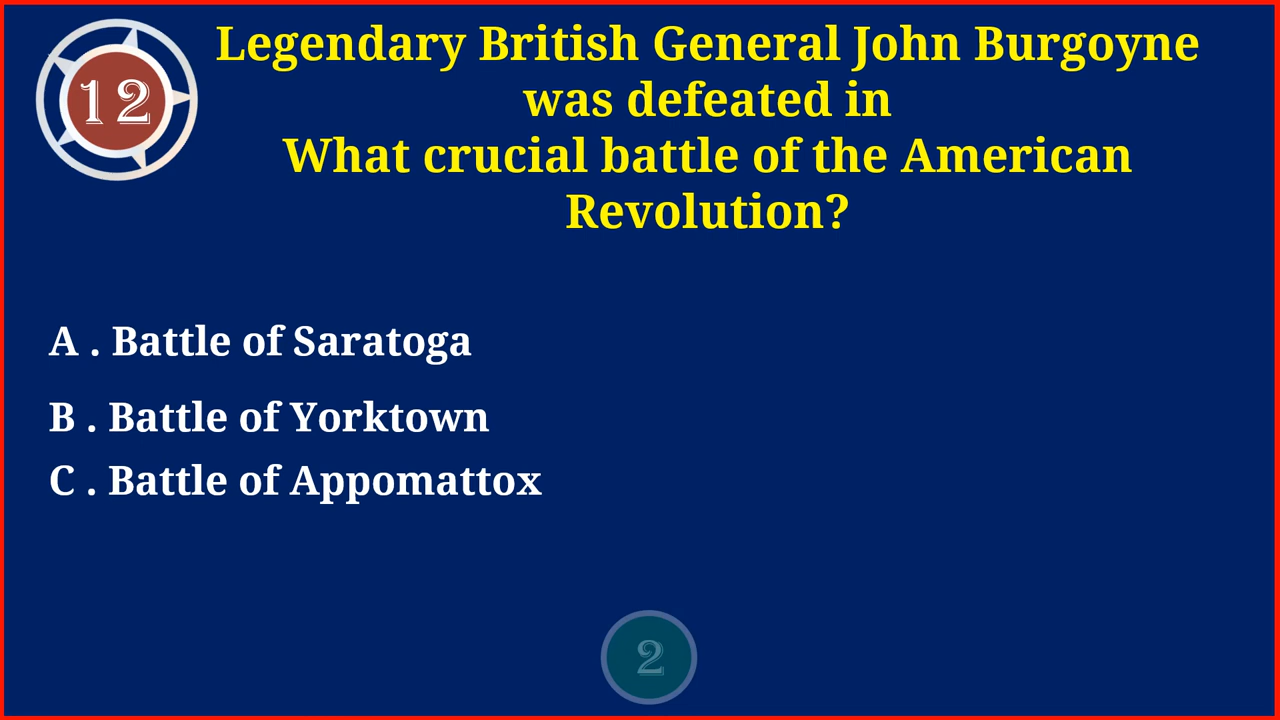 12
Legendary British General John Burgoyne
was defeated in
What crucial battle of the American
Revolution?
A . Battle of Saratoga
B . Battle of Yorktown
C . Battle of Appomattox
2